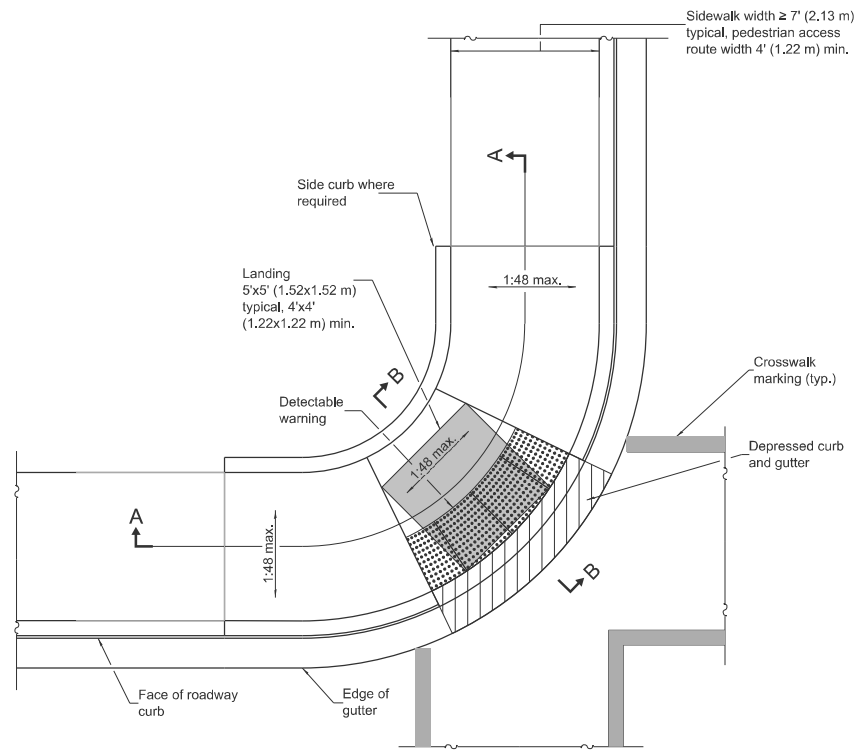 Sidewalk width ≥ 7' (2.13 m)
typical, pedestrian access
route width 4' (1.22 m) min.
A
Side curb where
required
1:48 max.
Landing
5'x5' (1.52x1.52 m)
typical, 4'x4'
(1.22x1.22 m) min.
B
Crosswalk
marking (typ.)
Detectable
warning
1:48 max.
Depressed curb
and gutter
A
1:48 max.
B
Face of roadway
curb
Edge of
gutter